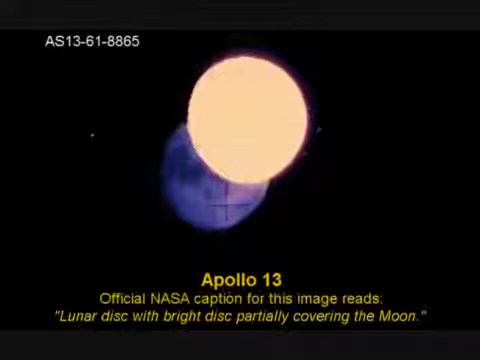 AS13-61-8865
Apollo 13
Official NASA caption for this image reads:
"Lunar disc with bright disc partially covering the Moon."